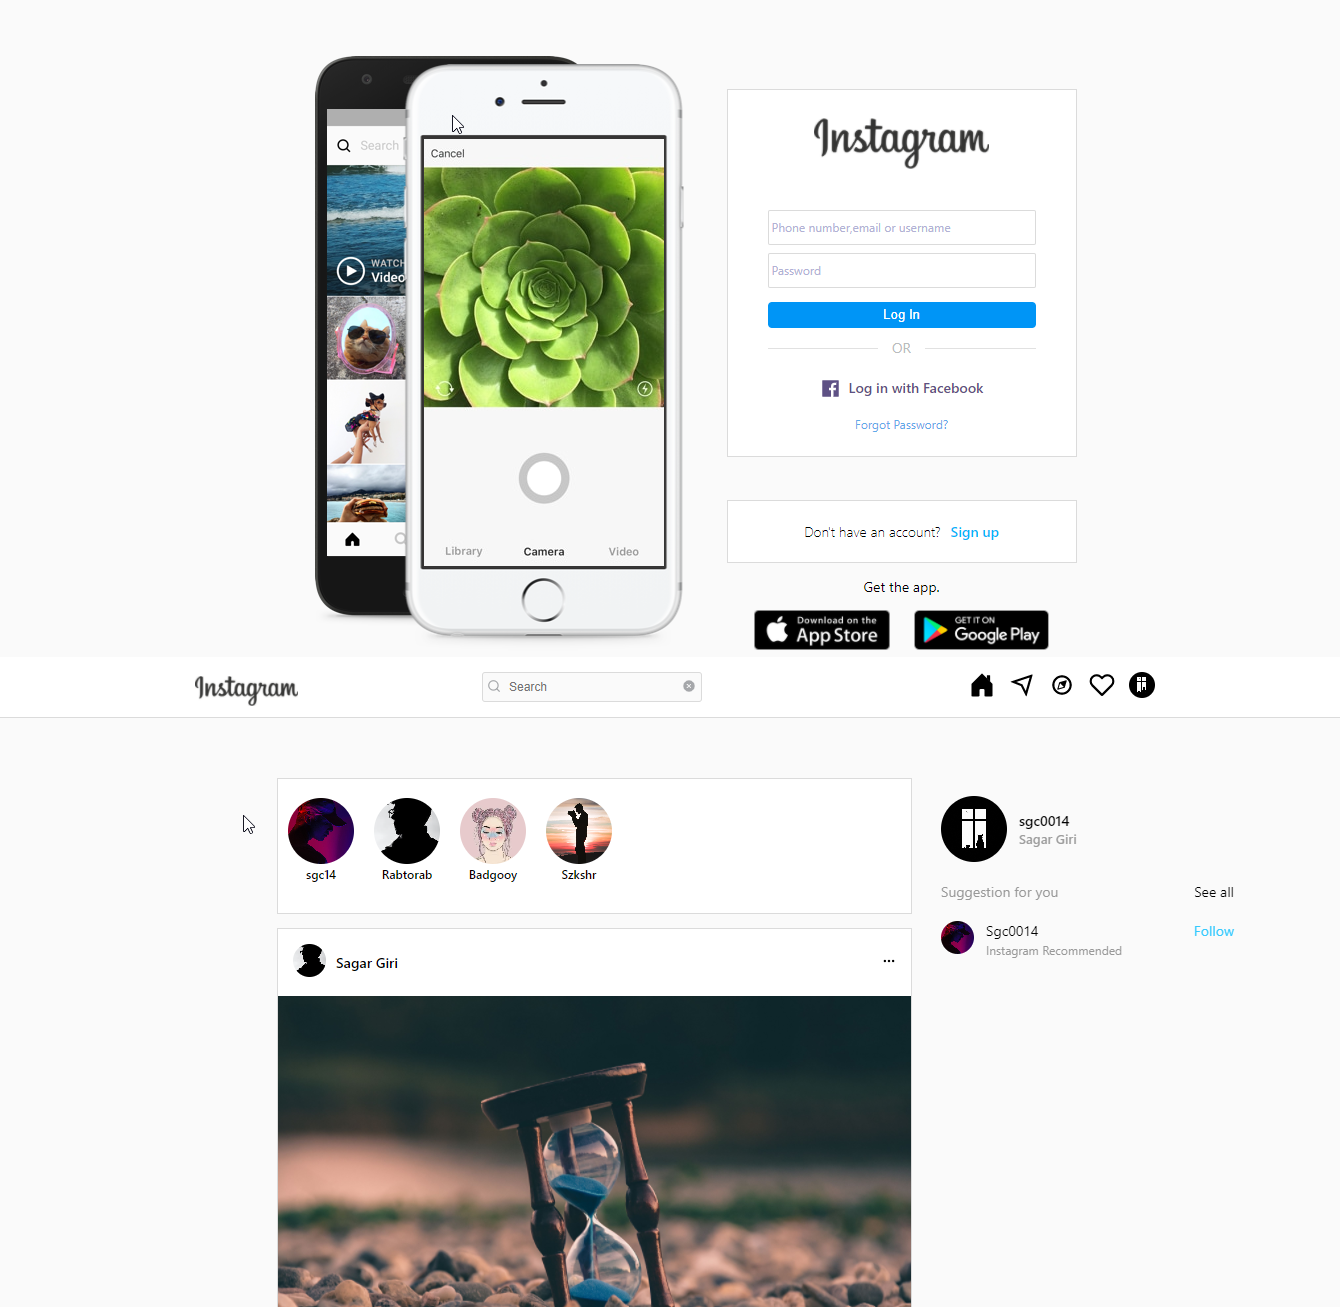 Search
WATCH
Video
Cancel
Library
Camera
Video
Instagram
Phone number,email or username
Password
Log In
OR
Log in with Facebook
Forgot Password?
Don't have an account? Sign up
Get the app.
Download on the
App Store
GET IT ON
Google Play
Instagram
Search
sgc14
Rabtorab
Badgooy
Szkshr
sgc0014
Sagar Giri
Suggestion for you
See all
Sgc0014
Instagram Recommended
Follow
Sagar Giri